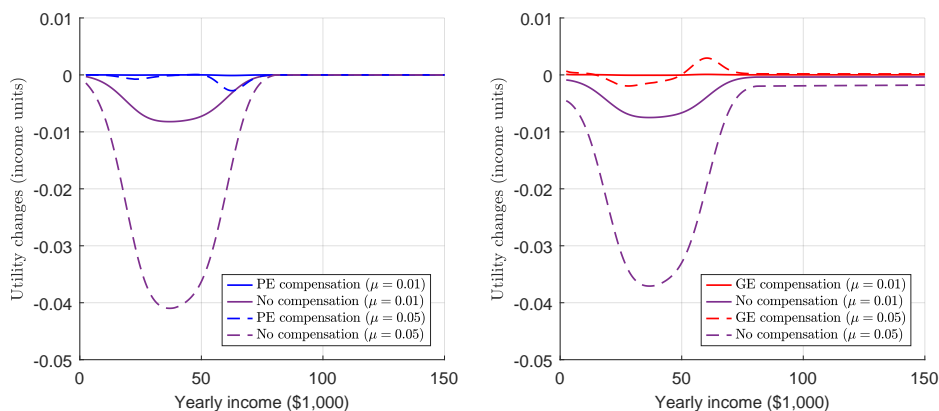 0.01
0
-0.01
-0.02
-0.03
-0.04
-0.05
0
50
100
150
Utility changes (income units)
Yearly income ($1,000)
PE compensation (μ = 0.01)
No compensation (μ = 0.01)
PE compensation (μ = 0.05)
No compensation (μ = 0.05)
0.01
0
-0.01
-0.02
-0.03
-0.04
-0.05
0
50
100
150
Utility changes (income units)
Yearly income ($1,000)
GE compensation (μ = 0.01)
No compensation (μ = 0.01)
GE compensation (μ = 0.05)
No compensation (μ = 0.05)